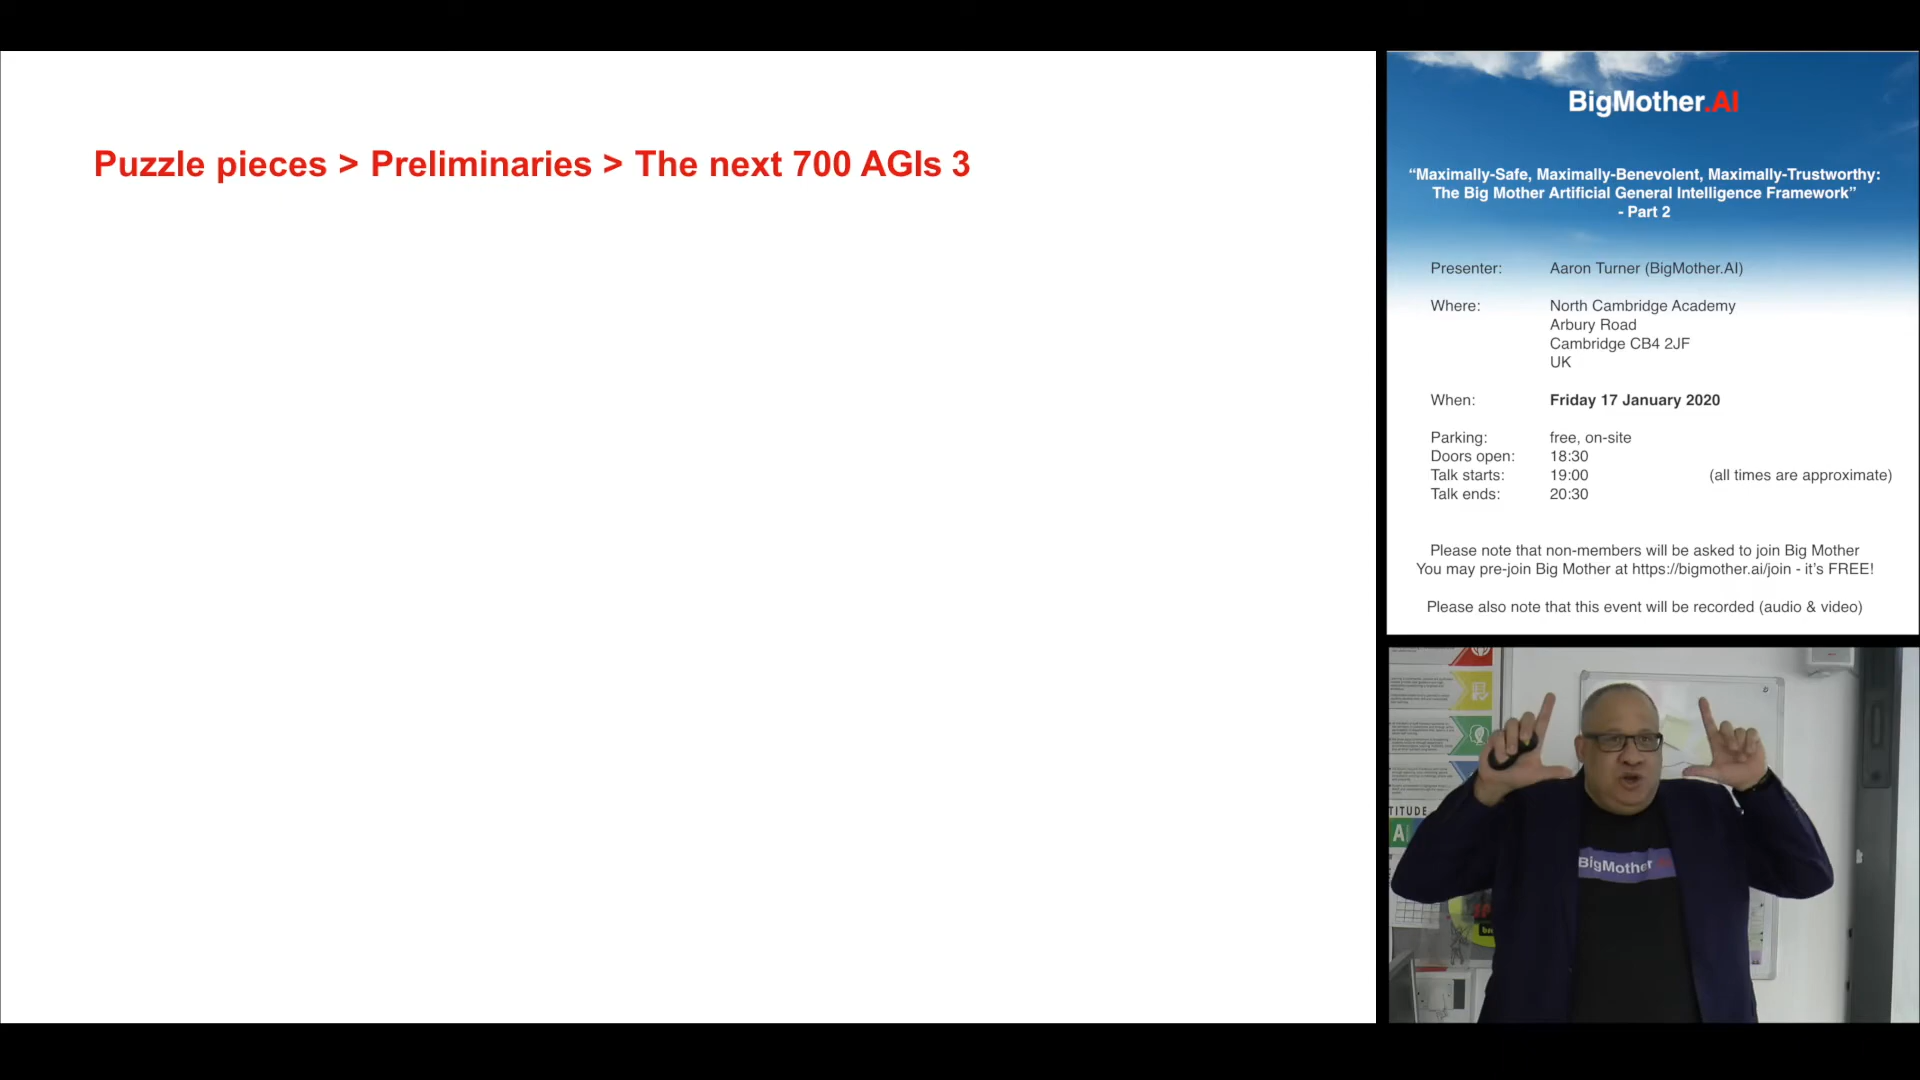 Puzzle pieces > Preliminaries > The next 700 AGIs 3
BigMother.AI
“Maximally-Safe, Maximally-Benevolent, Maximally-Trustworthy:
The Big Mother Artificial General Intelligence Framework”
- Part 2
Presenter: Aaron Turner (BigMother.AI)
Where: North Cambridge Academy
Arbury Road
Cambridge CB4 2JF
UK
When: Friday 17 January 2020
Parking: free, on-site
Doors open: 18:30
Talk starts: 19:00 (all times are approximate)
Talk ends: 20:30
Please note that non-members will be asked to join Big Mother
You may pre-join Big Mother at https://bigmother.ai/join - it's FREE!
Please also note that this event will be recorded (audio & video)
TITUDE
A
BigMother